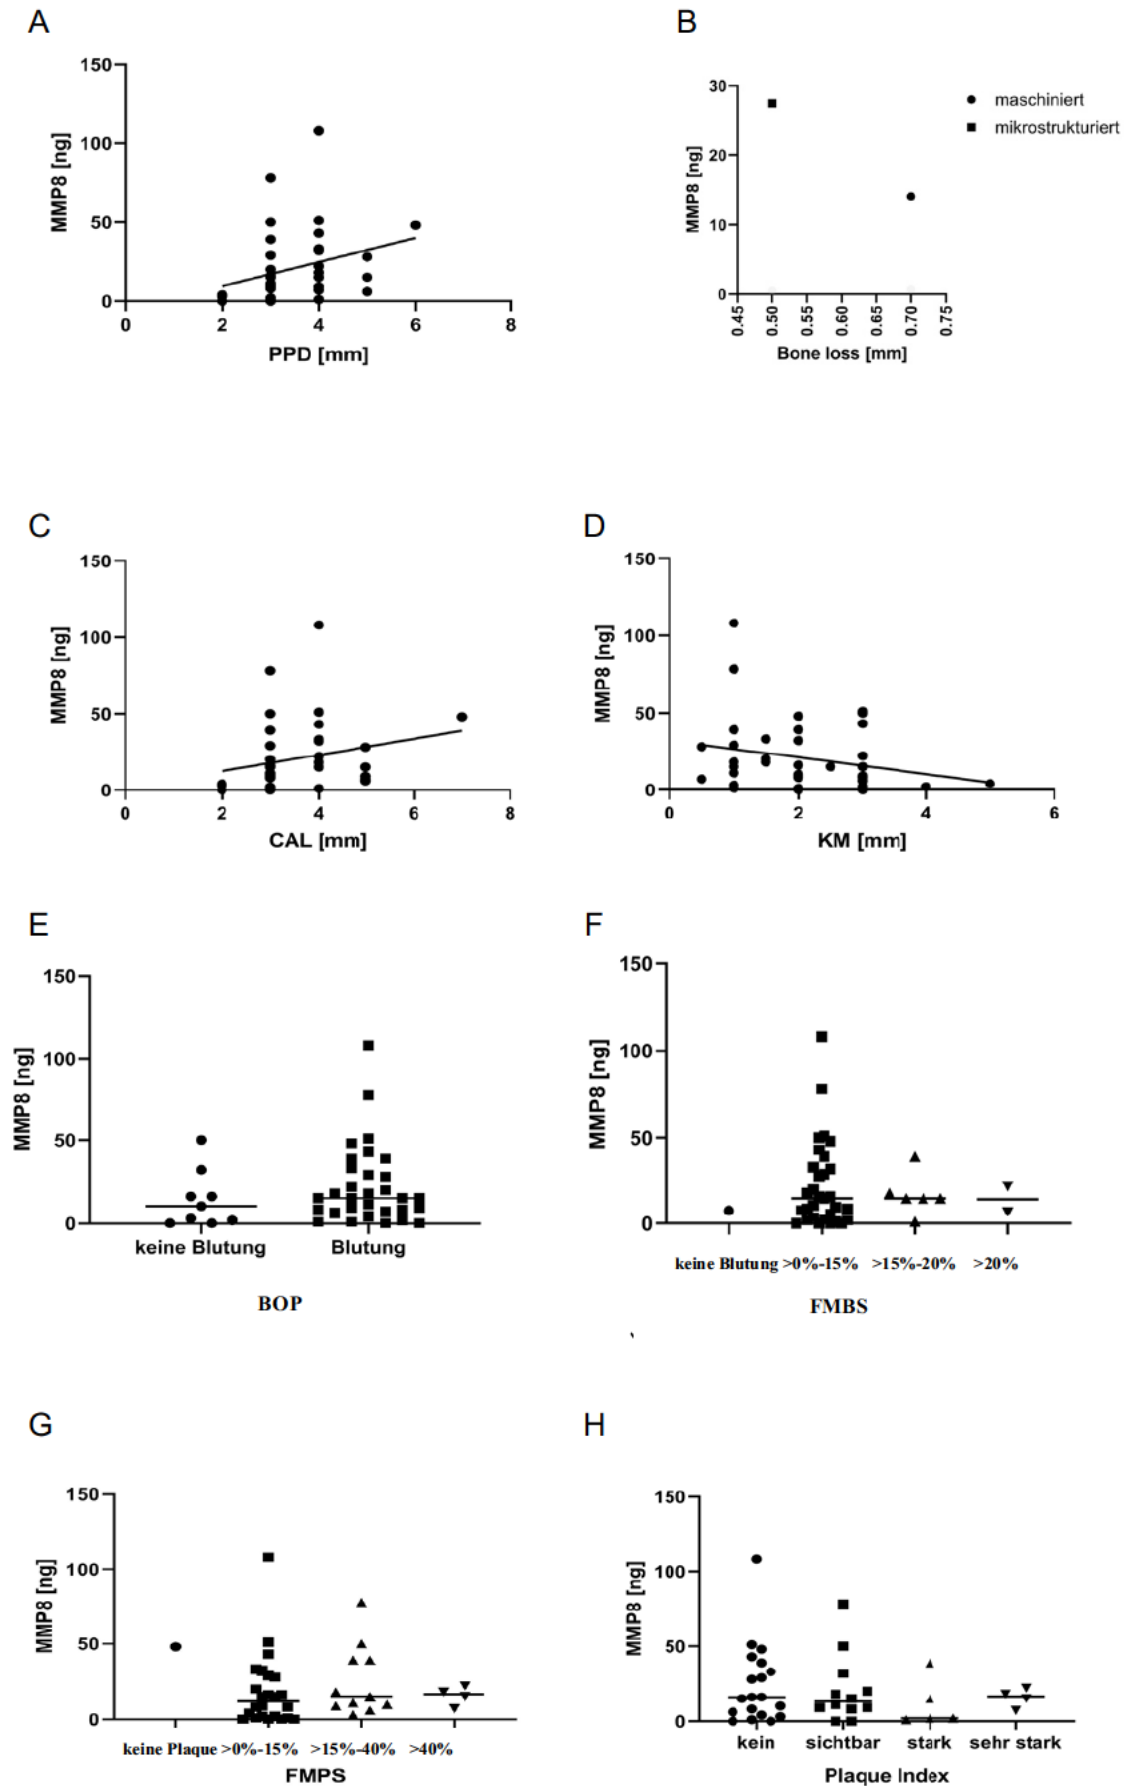 A
B
150
100
50
0
MMP8 [ng]
0 2 4 6 8
PPD [mm]
30
20
10
0
MMP8 [ng]
0.45 0.50 0.55 0.60 0.65 0.70 0.75
Bone loss [mm]
maschiniert
mikrostrukturiert
C
D
150
100
50
0
MMP8 [ng]
0 2 4 6 8
CAL [mm]
150
100
50
0
MMP8 [ng]
0 2 4 6
KM [mm]
E
F
150
100
50
0
MMP8 [ng]
keine Blutung Blutung
BOP
150
100
50
0
MMP8 [ng]
keine Blutung >0%-15% >15%-20% >20%
FMBS
G
H
150
100
50
0
MMP8 [ng]
keine Plaque >0%-15% >15%-40% >40%
FMPS
150
100
50
0
MMP8 [ng]
kein sichtbar stark sehr stark
Plaque Index